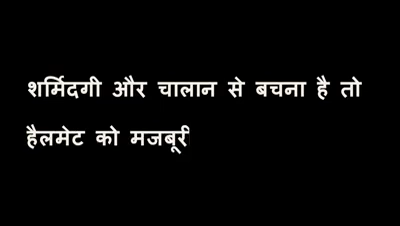 शर्मिदगी और चालान से बचना है तो
हैलमेट को मजबूरी